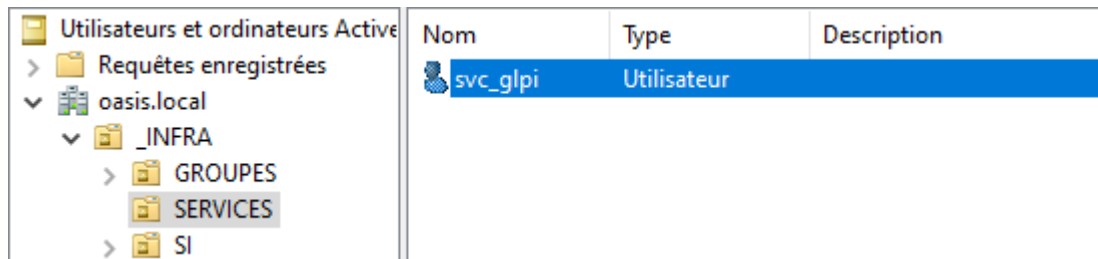 Utilisateurs et ordinateurs Active
Requêtes enregistrées
oasis.local
_INFRA
GROUPES
SERVICES
SI
Nom Type Description
svc_glpi Utilisateur